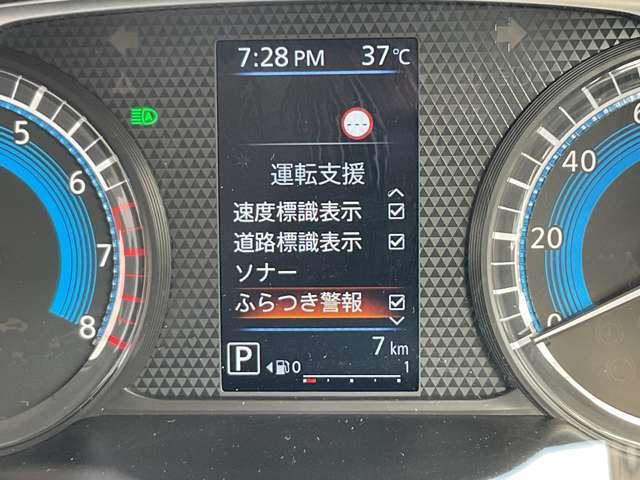 7:28 PM 37℃
運転支援
速度標識表示
道路標識表示
ソナー
ふらつき警報
7 km
P 0 1
5
6
7
8
40
20
0
A